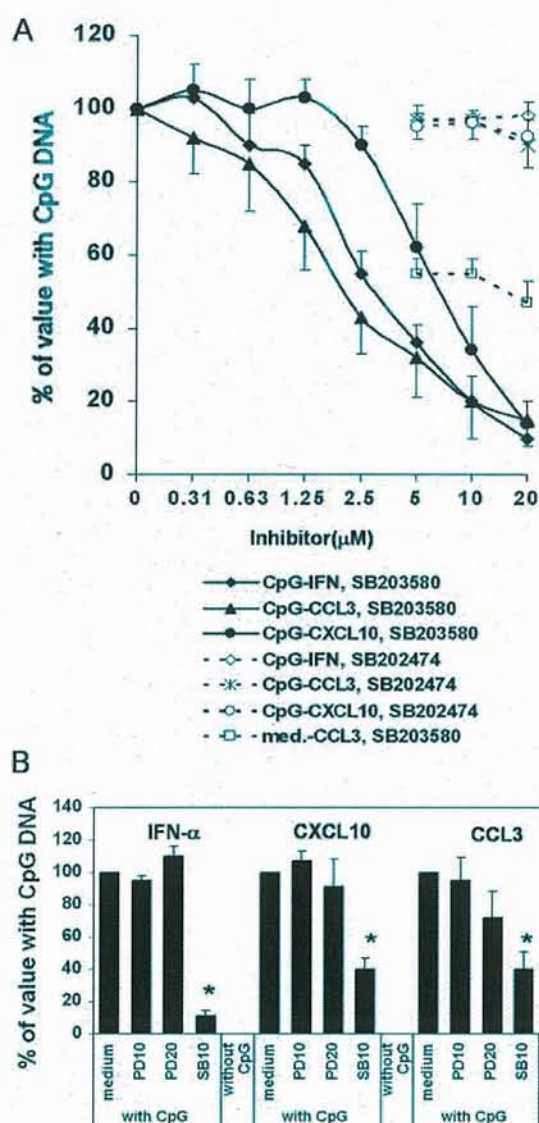 A
% of value with CpG DNA
120
100
80
60
40
20
0
0 0.31 0.63 1.25 2.5 5 10 20
Inhibitor(µM)
CpG-IFN, SB203580
CpG-CCL3, SB203580
CpG-CXCL10, SB203580
CpG-IFN, SB202474
CpG-CCL3, SB202474
CpG-CXCL10, SB202474
med.-CCL3, SB203580
B
% of value with CpG DNA
140
120
100
80
60
40
20
0
IFN-α CXCL10 CCL3
* * *
medium PD10 PD20 SB10 without CpG medium PD10 PD20 SB10 without CpG medium PD10 PD20 SB10
with CpG with CpG with CpG